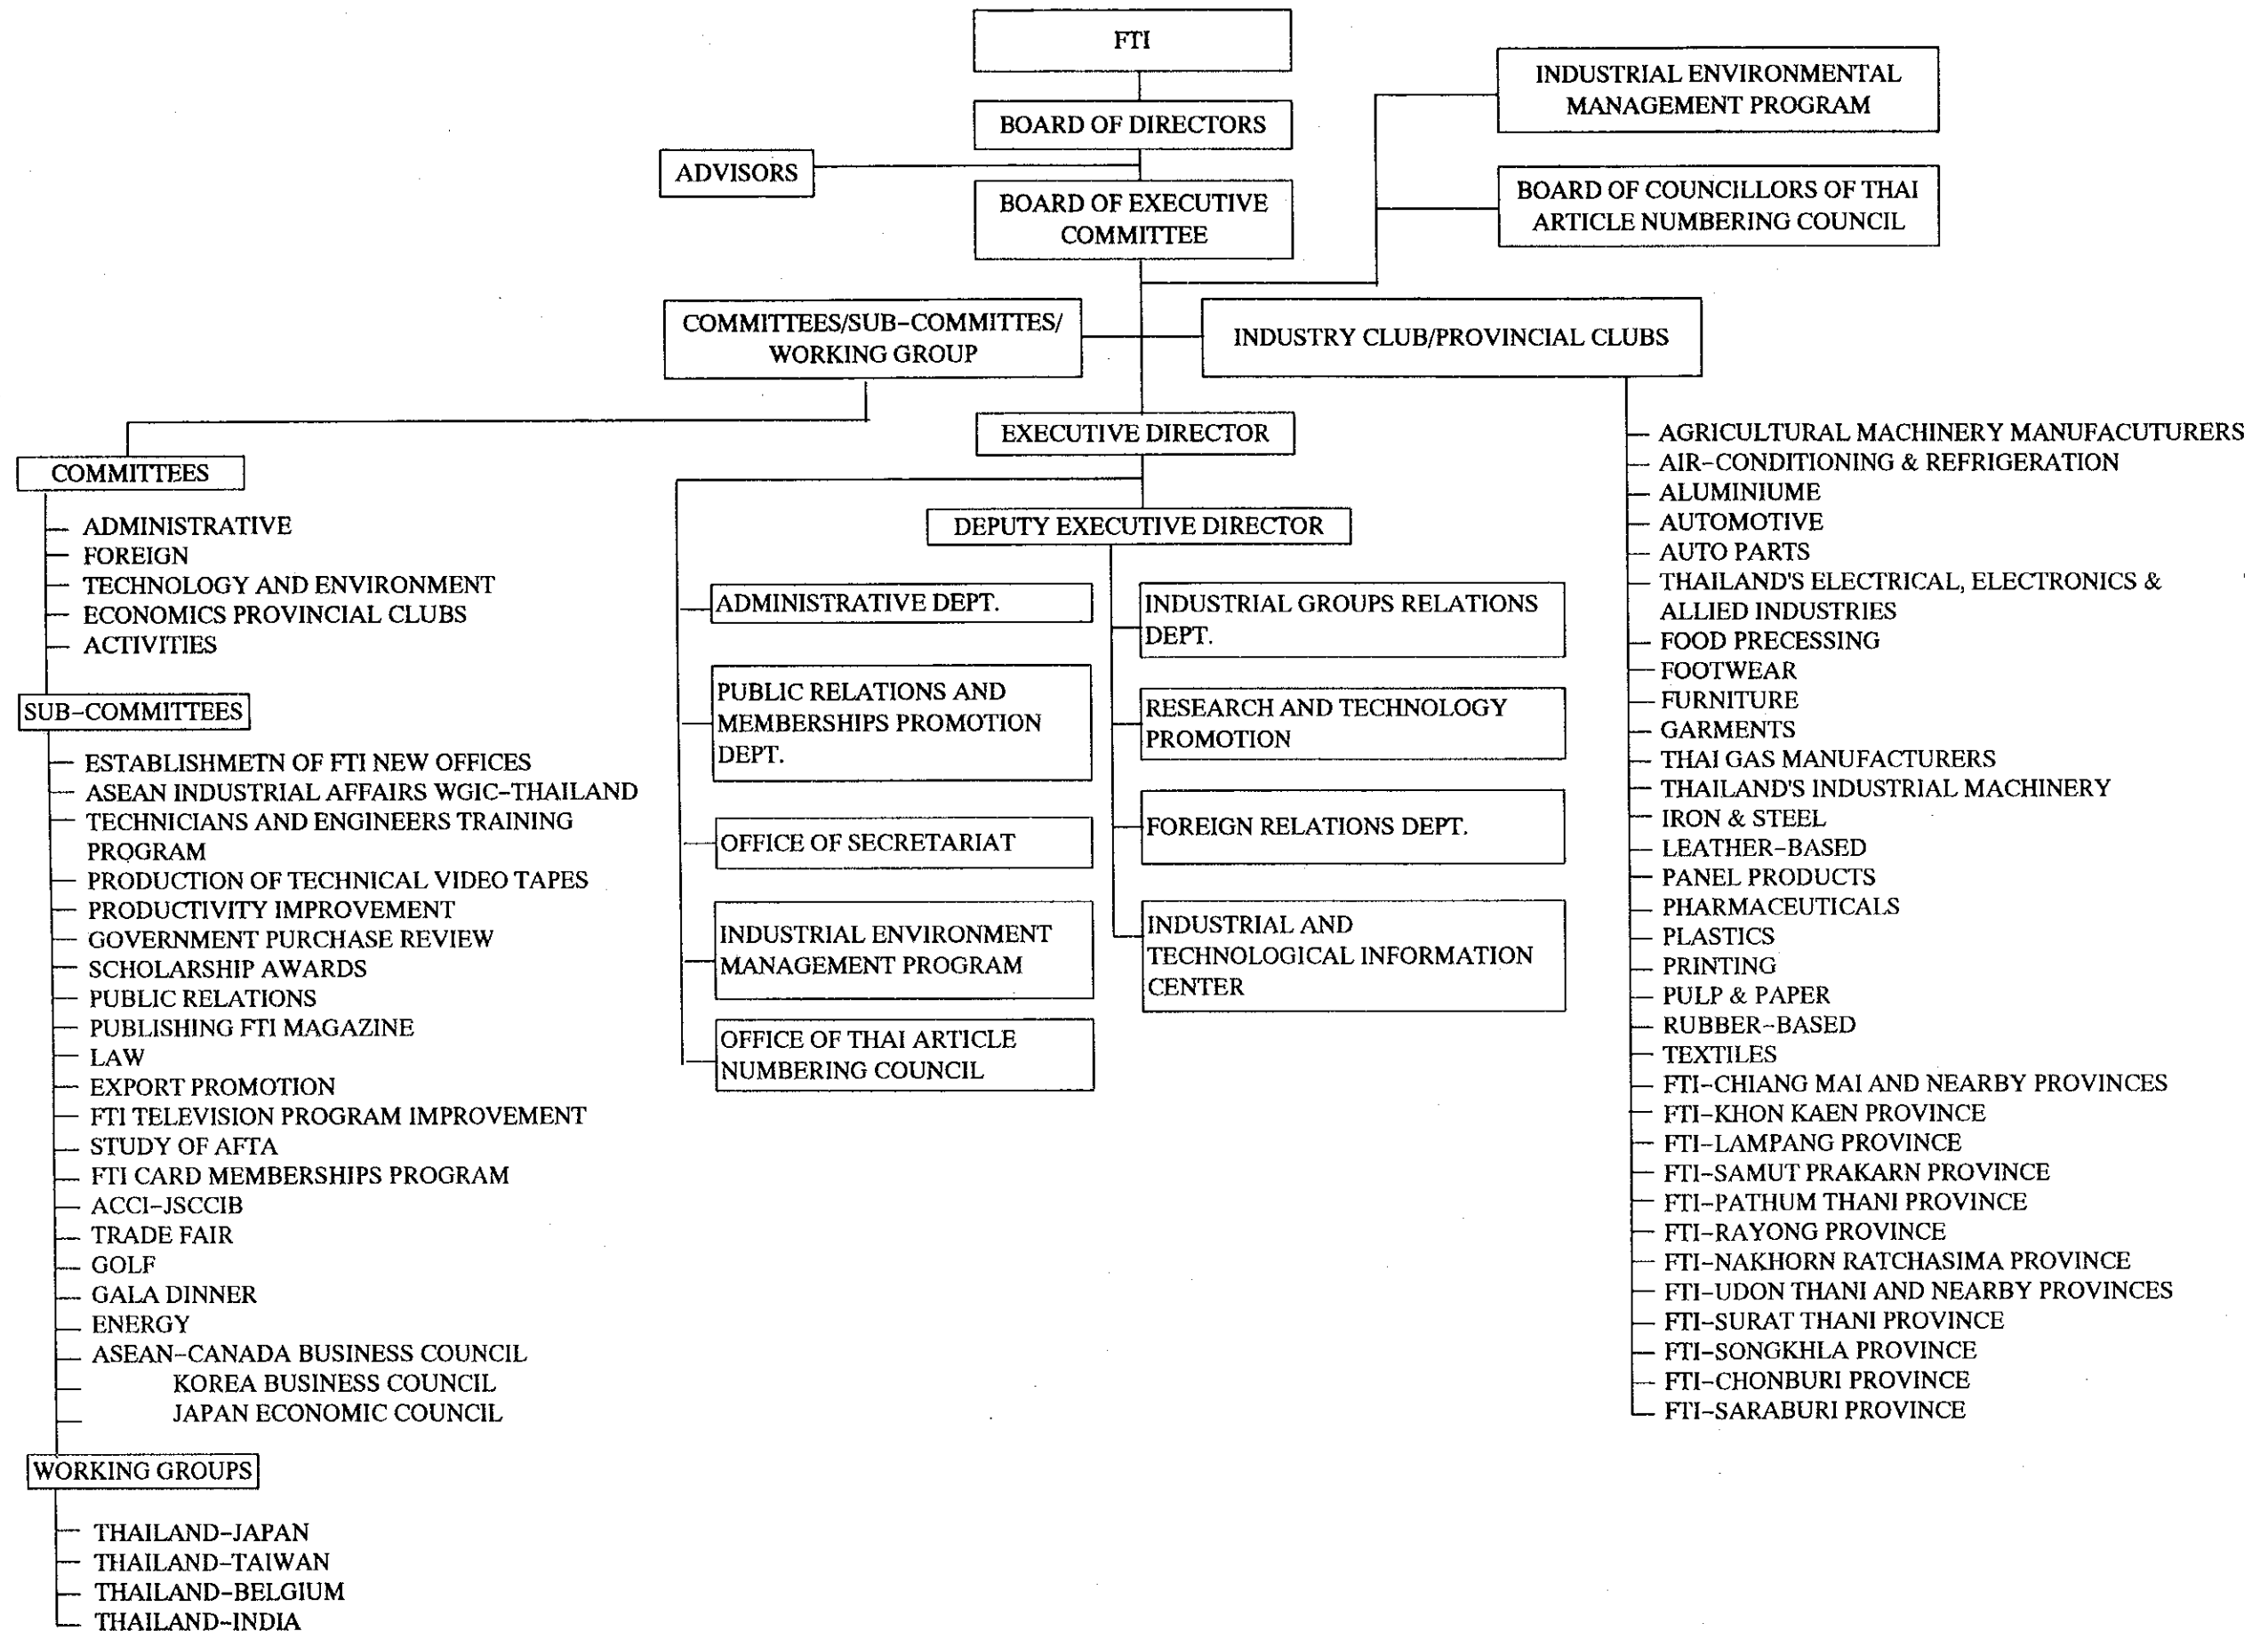 FTI
BOARD OF DIRECTORS
ADVISORS
BOARD OF EXECUTIVE
COMMITTEE
INDUSTRIAL ENVIRONMENTAL
MANAGEMENT PROGRAM
BOARD OF COUNCILLORS OF THAI
ARTICLE NUMBERING COUNCIL
COMMITTEES/SUB-COMMITTES/
WORKING GROUP
INDUSTRY CLUB/PROVINCIAL CLUBS
EXECUTIVE DIRECTOR
DEPUTY EXECUTIVE DIRECTOR
COMMITTEES
ADMINISTRATIVE
FOREIGN
TECHNOLOGY AND ENVIRONMENT
ECONOMICS PROVINCIAL CLUBS
ACTIVITIES
SUB-COMMITTEES
ESTABLISHMETN OF FTI NEW OFFICES
ASEAN INDUSTRIAL AFFAIRS WGIC-THAILAND
TECHNICIANS AND ENGINEERS TRAINING
PROGRAM
PRODUCTION OF TECHNICAL VIDEO TAPES
PRODUCTIVITY IMPROVEMENT
GOVERNMENT PURCHASE REVIEW
SCHOLARSHIP AWARDS
PUBLIC RELATIONS
PUBLISHING FTI MAGAZINE
LAW
EXPORT PROMOTION
FTI TELEVISION PROGRAM IMPROVEMENT
STUDY OF AFTA
FTI CARD MEMBERSHIPS PROGRAM
ACCI-JSCCIB
TRADE FAIR
GOLF
GALA DINNER
ENERGY
ASEAN-CANADA BUSINESS COUNCIL
KOREA BUSINESS COUNCIL
JAPAN ECONOMIC COUNCIL
WORKING GROUPS
THAILAND-JAPAN
THAILAND-TAIWAN
THAILAND-BELGIUM
THAILAND-INDIA
ADMINISTRATIVE DEPT.
PUBLIC RELATIONS AND
MEMBERSHIPS PROMOTION
DEPT.
OFFICE OF SECRETARIAT
INDUSTRIAL ENVIRONMENT
MANAGEMENT PROGRAM
OFFICE OF THAI ARTICLE
NUMBERING COUNCIL
INDUSTRIAL GROUPS RELATIONS
DEPT.
RESEARCH AND TECHNOLOGY
PROMOTION
FOREIGN RELATIONS DEPT.
INDUSTRIAL AND
TECHNOLOGICAL INFORMATION
CENTER
AGRICULTURAL MACHINERY MANUFACUTURERS
AIR-CONDITIONING & REFRIGERATION
ALUMINIUME
AUTOMOTIVE
AUTO PARTS
THAILAND'S ELECTRICAL, ELECTRONICS &
ALLIED INDUSTRIES
FOOD PRECESSING
FOOTWEAR
FURNITURE
GARMENTS
THAI GAS MANUFACTURERS
THAILAND'S INDUSTRIAL MACHINERY
IRON & STEEL
LEATHER-BASED
PANEL PRODUCTS
PHARMACEUTICALS
PLASTICS
PRINTING
PULP & PAPER
RUBBER-BASED
TEXTILES
FTI-CHIANG MAI AND NEARBY PROVINCES
FTI-KHON KAEN PROVINCE
FTI-LAMPANG PROVINCE
FTI-SAMUT PRAKARN PROVINCE
FTI-PATHUM THANI PROVINCE
FTI-RAYONG PROVINCE
FTI-NAKHORN RATCHASIMA PROVINCE
FTI-UDON THANI AND NEARBY PROVINCES
FTI-SURAT THANI PROVINCE
FTI-SONGKHLA PROVINCE
FTI-CHONBURI PROVINCE
FTI-SARABURI PROVINCE